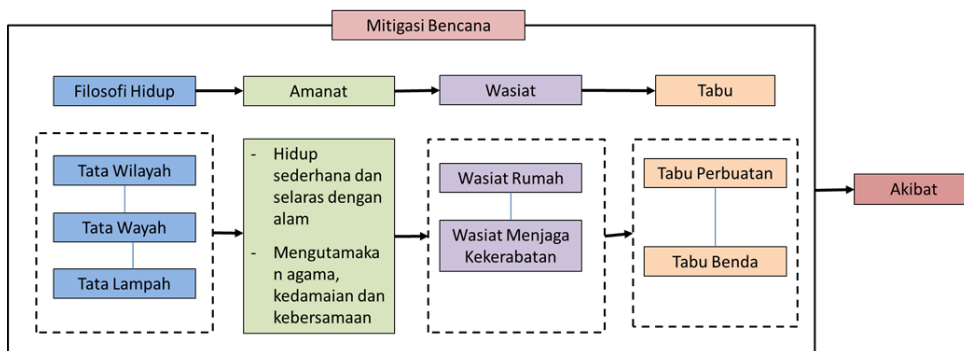 Mitigasi Bencana
Filosofi Hidup
Amanat
Wasiat
Tabu
Tata Wilayah
Tata Wayah
Tata Lampah
- Hidup
sederhana dan
selaras dengan
alam
- Mengutamaka
n agama,
kedamaian dan
kebersamaan
Wasiat Rumah
Wasiat Menjaga
Kekerabatan
Tabu Perbuatan
Tabu Benda
Akibat